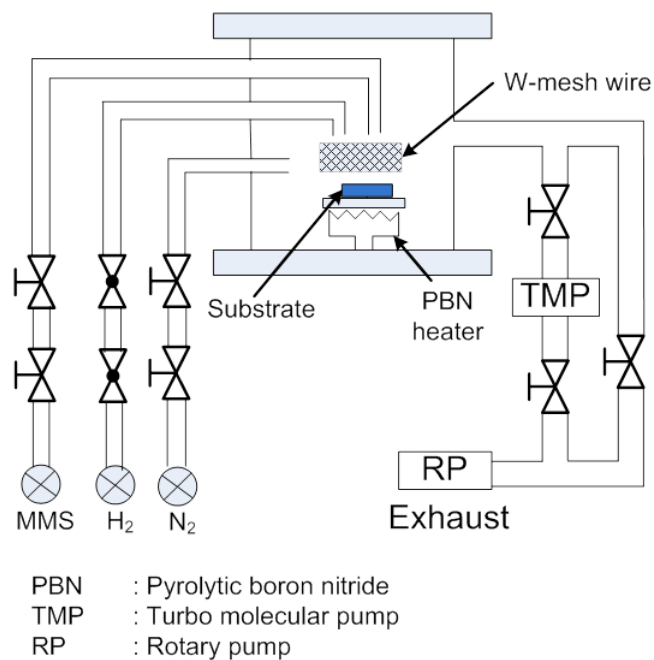 W-mesh wire
Substrate
PBN
heater
TMP
RP
Exhaust
MMS
H₂
N₂
PBN : Pyrolytic boron nitride
TMP : Turbo molecular pump
RP : Rotary pump